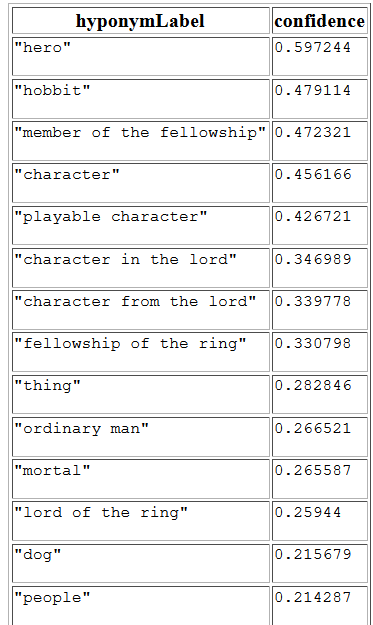 hyponymLabel confidence
"hero" 0.597244
"hobbit" 0.479114
"member of the fellowship" 0.472321
"character" 0.456166
"playable character" 0.426721
"character in the lord" 0.346989
"character from the lord" 0.339778
"fellowship of the ring" 0.330798
"thing" 0.282846
"ordinary man" 0.266521
"mortal" 0.265587
"lord of the ring" 0.25944
"dog" 0.215679
"people" 0.214287